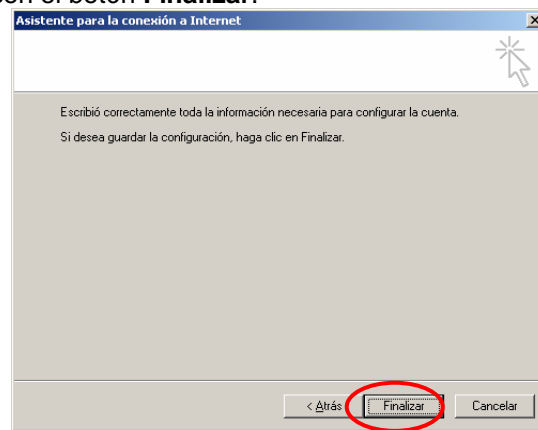 con el botón Finalizar.
Asistente para la conexión a Internet
Escribió correctamente toda la información necesaria para configurar la cuenta.
Si desea guardar la configuración, haga clic en Finalizar.
< Atrás Finalizar Cancelar